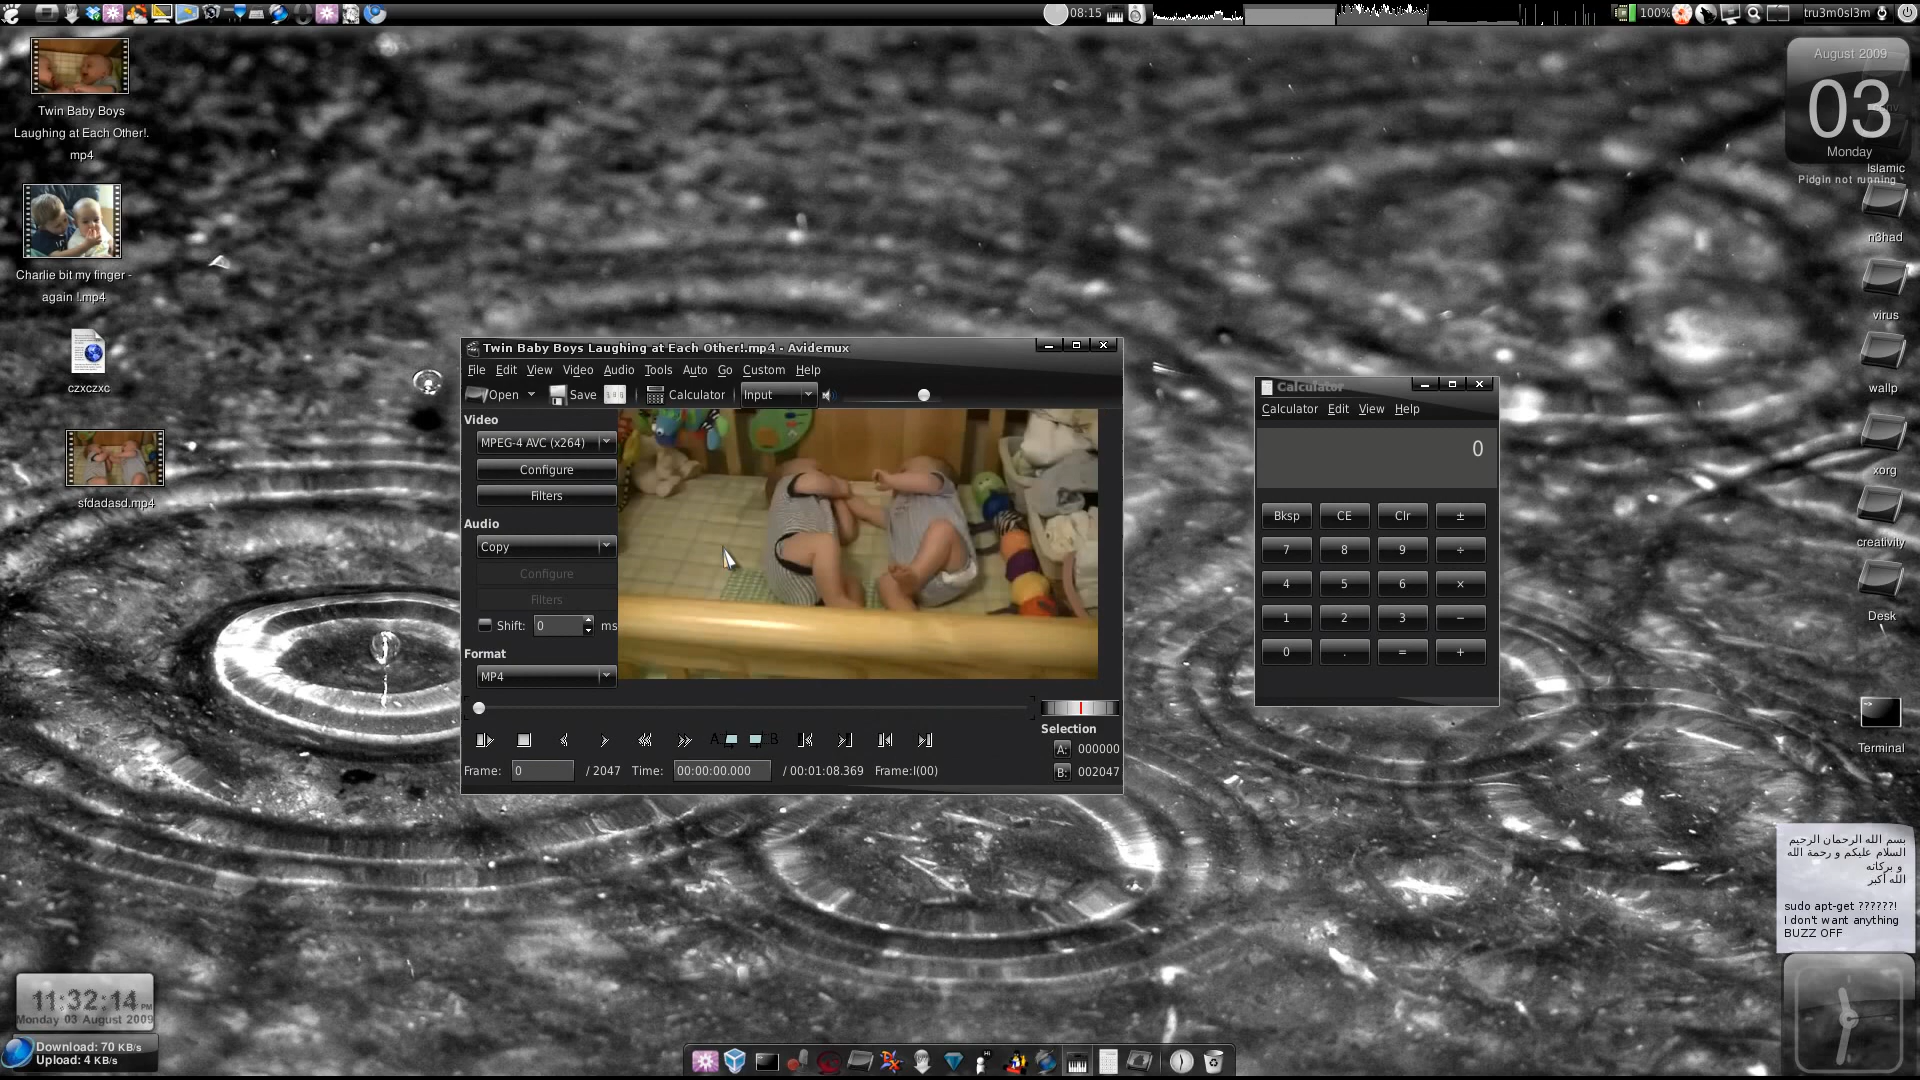 08:15
100%
tru3m0sl3m
Twin Baby Boys
Laughing at Each Other!.
mp4
Charlie bit my finger -
again !.mp4
czxczxc
sfdadasd.mp4
Twin Baby Boys Laughing at Each Other!.mp4 - Avidemux
File Edit View Video Audio Tools Auto Go Custom Help
Open Save Calculator Input
Video
MPEG-4 AVC (x264)
Configure
Filters
Audio
Copy
Configure
Filters
Shift: 0 ms
Format
MP4
A B
Selection
A: 000000
B: 002047
Frame: 0 / 2047 Time: 00:00:00.000 / 00:01:08.369 Frame:I(00)
Calculator
Calculator Edit View Help
0
Bksp CE Clr ±
7 8 9 ÷
4 5 6 ×
1 2 3 −
0 . = +
August 2009
03
Monday
Islamic
Pidgin not running
n3had
virus
wallp
xorg
creativity
Desk
Terminal
بسم الله الرحمان الرحيم
السلام عليكم و رحمة الله
و بركاته
الله أكبر
sudo apt-get ??????!
I don't want anything
BUZZ OFF
11:32:14 PM
Monday 03 August 2009
Download: 70 KB/s
Upload: 4 KB/s